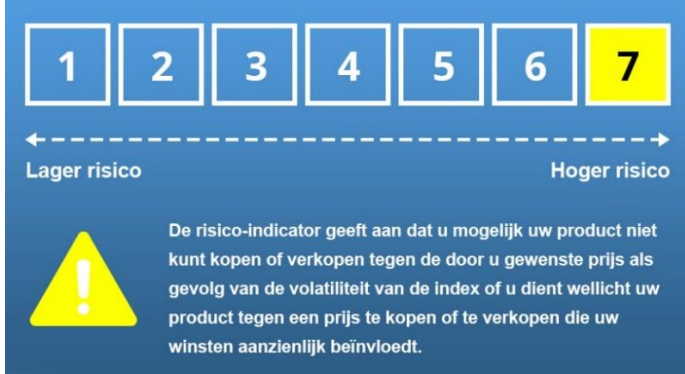 1 2 3 4 5 6 7
Lager risico Hoger risico
De risico-indicator geeft aan dat u mogelijk uw product niet
kunt kopen of verkopen tegen de door u gewenste prijs als
gevolg van de volatiliteit van de index of u dient wellicht uw
product tegen een prijs te kopen of te verkopen die uw
winsten aanzienlijk beïnvloedt.